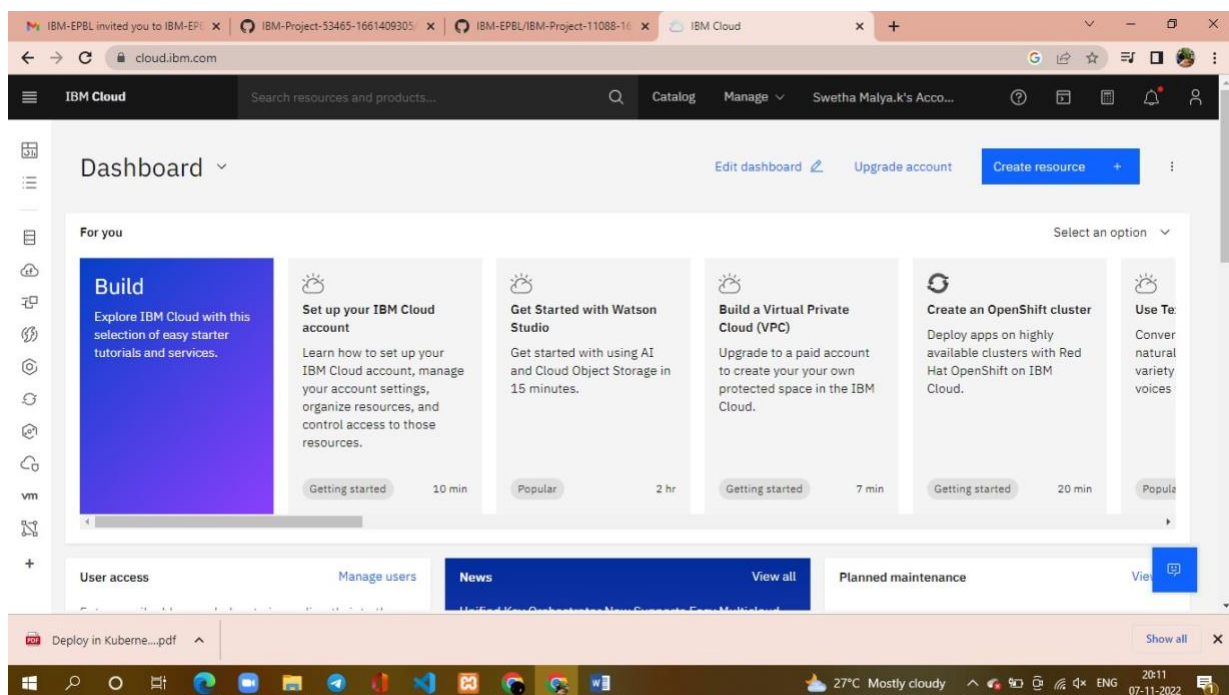 IBM-EPBL invited you to IBM-EPB
IBM-Project-53465-1661409305/
IBM-EPBL/IBM-Project-11088-16
IBM Cloud
cloud.ibm.com
IBM Cloud
Search resources and products...
Catalog
Manage
Swetha Malya.k's Acco...
Dashboard
Edit dashboard
Upgrade account
Create resource +
For you
Select an option
Build
Explore IBM Cloud with this
selection of easy starter
tutorials and services.
Set up your IBM Cloud
account
Learn how to set up your
IBM Cloud account, manage
your account settings,
organize resources, and
control access to those
resources.
Getting started
10 min
Get Started with Watson
Studio
Get started with using AI
and Cloud Object Storage in
15 minutes.
Popular
2 hr
Build a Virtual Private
Cloud (VPC)
Upgrade to a paid account
to create your your own
protected space in the IBM
Cloud.
Getting started
7 min
Create an OpenShift cluster
Deploy apps on highly
available clusters with Red
Hat OpenShift on IBM
Cloud.
Getting started
20 min
Use Te
Conver
natural
variety
voices
Popula
vm
User access
Manage users
News
View all
Planned maintenance
Vie
Deploy in Kuberne....pdf
Show all
27°C Mostly cloudy
ENG
20:11
07-11-2022